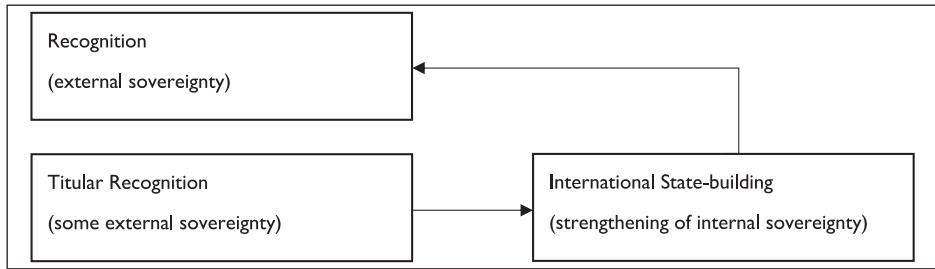 Recognition
(external sovereignty)
Titular Recognition
(some external sovereignty)
International State-building
(strengthening of internal sovereignty)